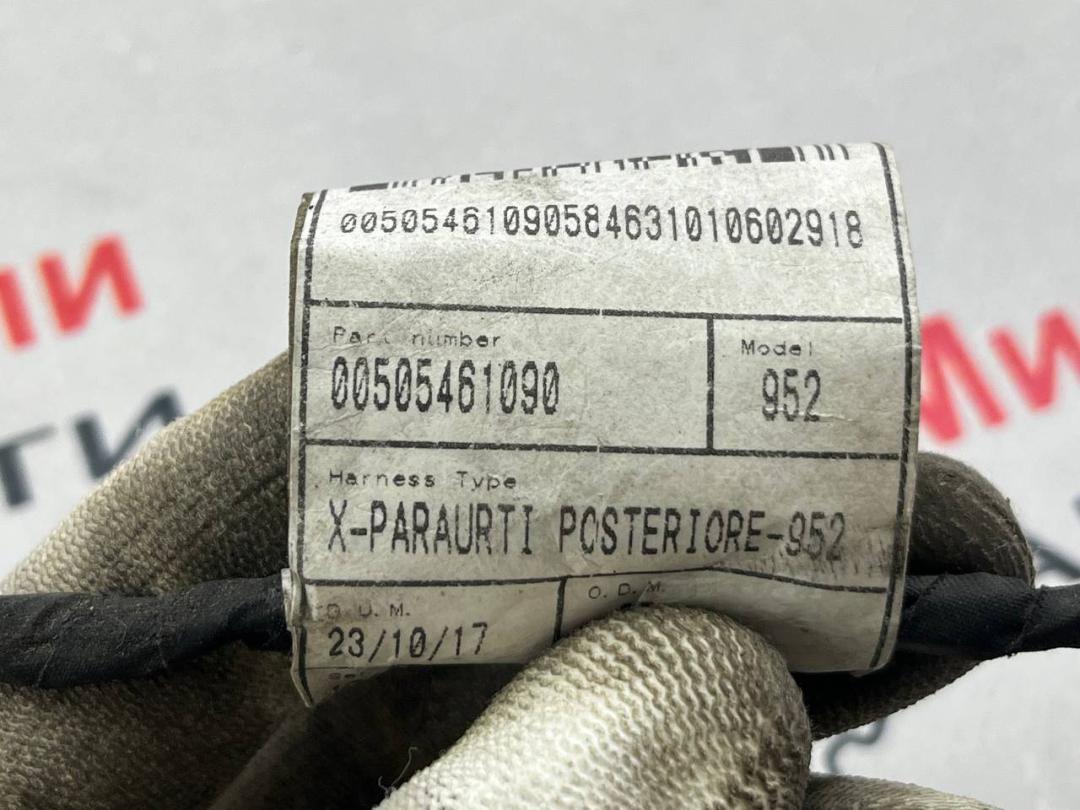 00505461090584631010602918
Part number
00505461090
Model
952
Harness Type
X-PARAURTI POSTERIORE-952
O.U.M.
23/10/17
O.D.M.